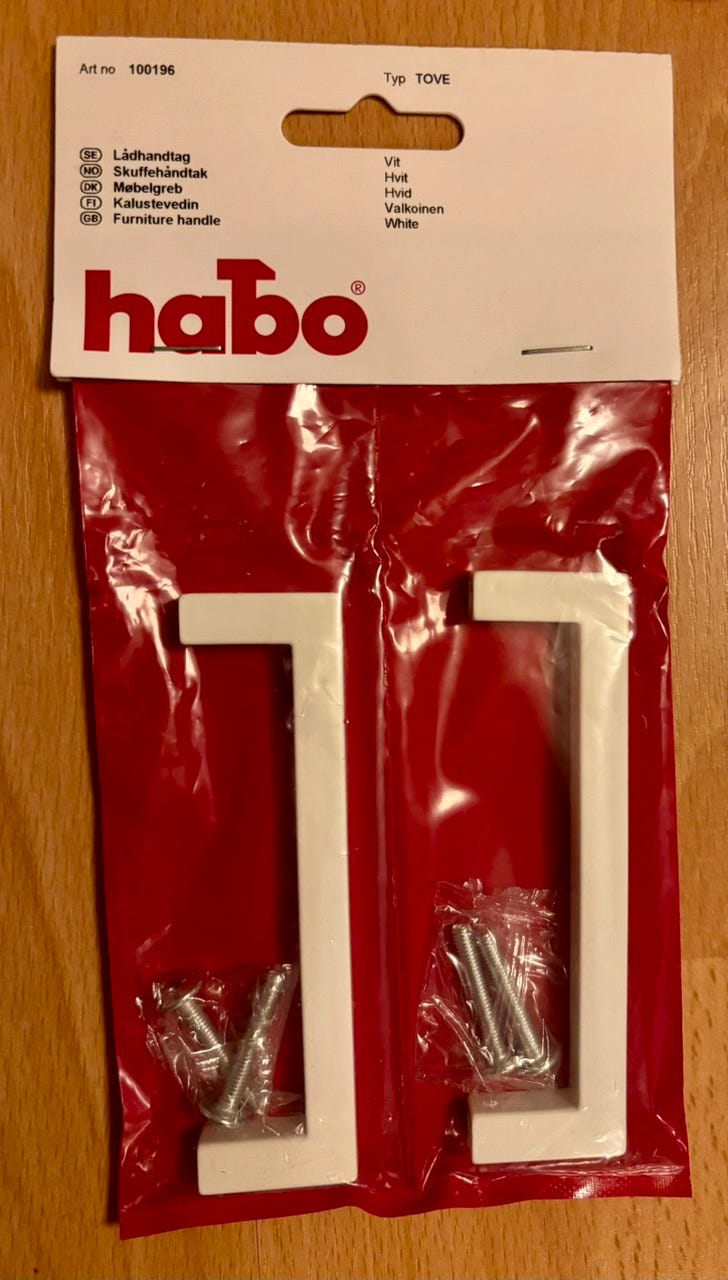 Art no 100196
Typ TOVE
SE Lådhandtag
NO Skuffehåndtak
DK Møbelgreb
FI Kalustevedin
GB Furniture handle
Vit
Hvit
Hvid
Valkoinen
White
habo®